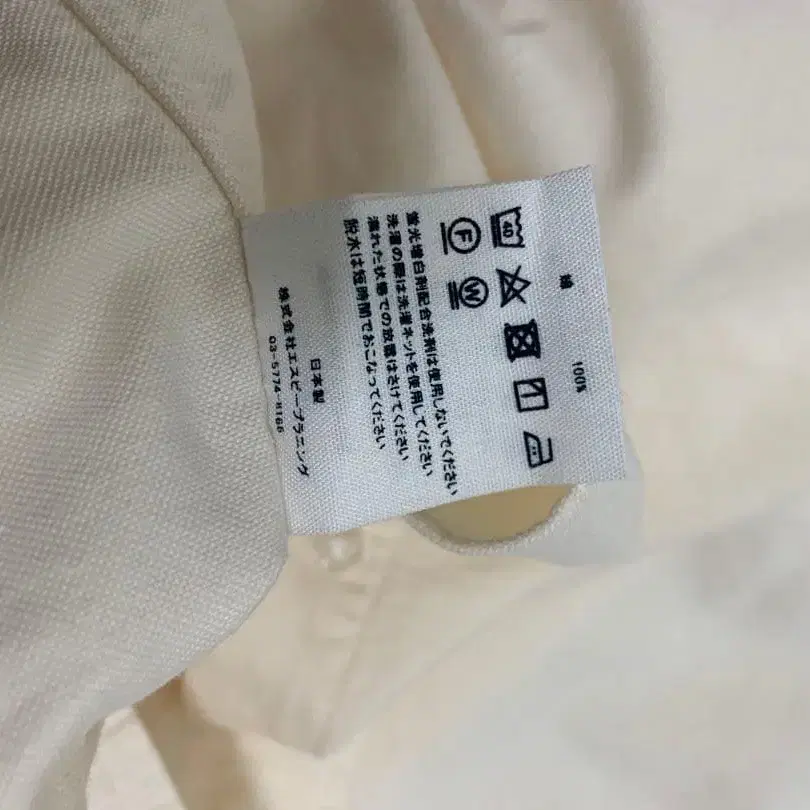 綿 100%
40
F W
蛍光増白剤配合洗剤は使用しないでください
洗濯の際は洗濯ネットを使用してください
濡れた状態での放置はさけてください
脱水は短時間でおこなってください
日本製
株式会社エスピープランニング
03-5774-8166